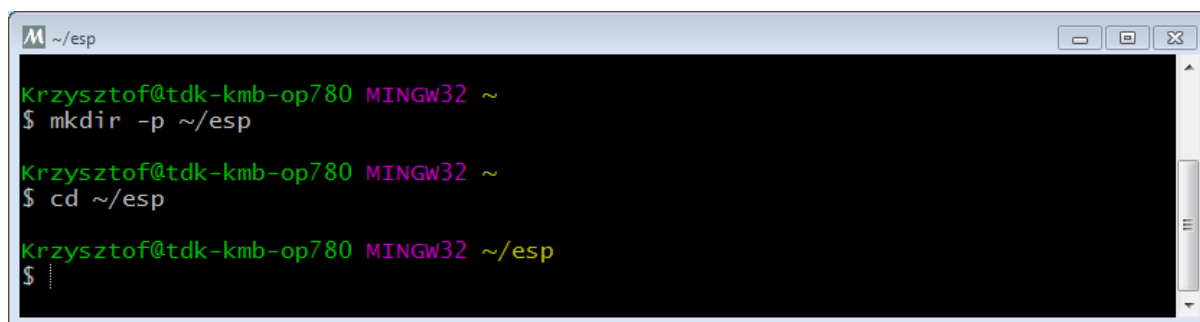 ~/esp
Krzysztof@tdk-kmb-op780 MINGW32 ~
$ mkdir -p ~/esp
Krzysztof@tdk-kmb-op780 MINGW32 ~
$ cd ~/esp
Krzysztof@tdk-kmb-op780 MINGW32 ~/esp
$